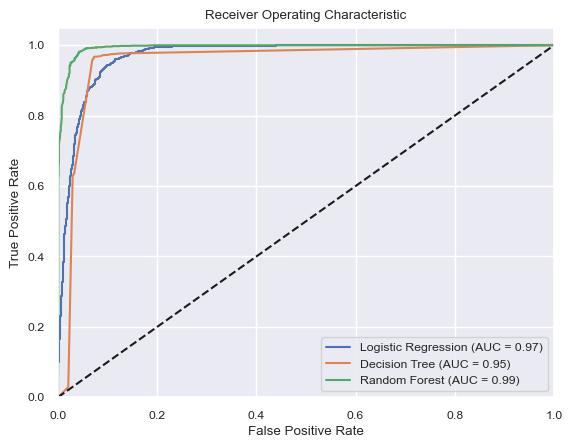 Receiver Operating Characteristic
True Positive Rate
1.0
0.8
0.6
0.4
0.2
0.0
0.0 0.2 0.4 0.6 0.8 1.0
False Positive Rate
Logistic Regression (AUC = 0.97)
Decision Tree (AUC = 0.95)
Random Forest (AUC = 0.99)